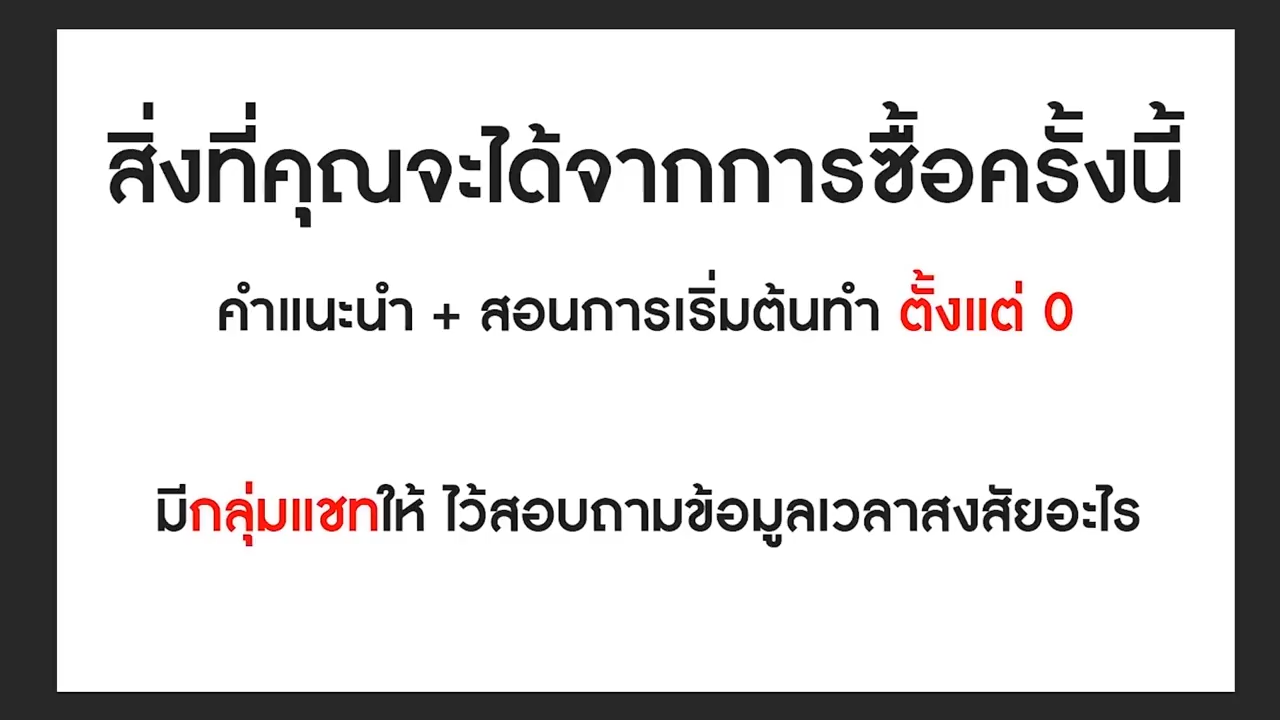 สิ่งที่คุณจะได้จากการซื้อครั้งนี้
คำแนะนำ + สอนการเริ่มต้นทำ ตั้งแต่ 0
มีกลุ่มแชทให้ ไว้สอบถามข้อมูลเวลาสงสัยอะไร